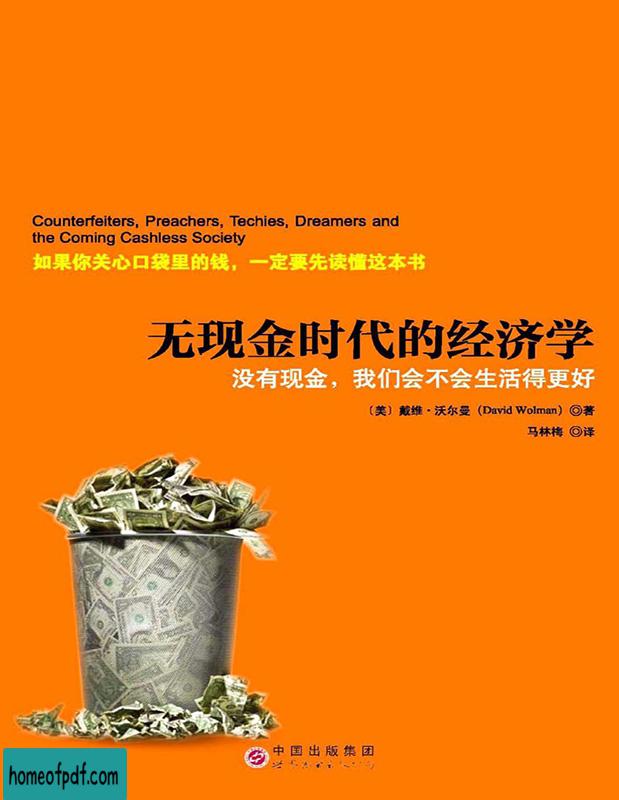 Counterfeiters, Preachers, Techies, Dreamers and
the Coming Cashless Society
如果你关心口袋里的钱，一定要先读懂这本书
无现金时代的经济学
没有现金，我们会不会生活得更好
〔美〕戴维·沃尔曼（David Wolman）◎著
马林梅 ◎译
中国出版集团
homeofpdf.com